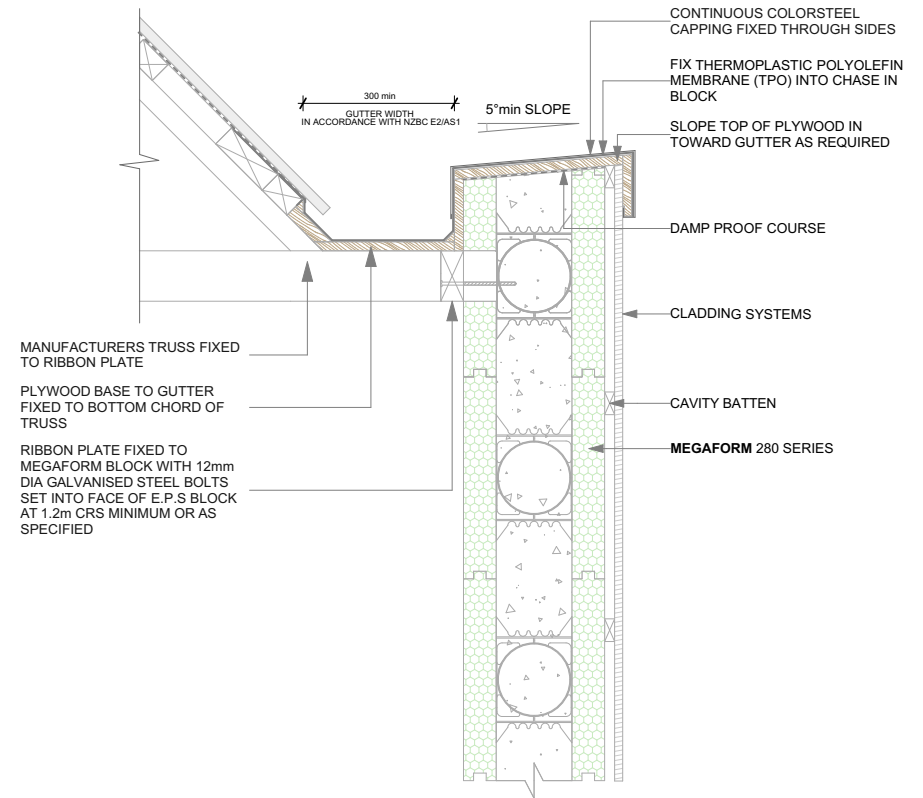 CONTINUOUS COLORSTEEL
CAPPING FIXED THROUGH SIDES
FIX THERMOPLASTIC POLYOLEFIN
MEMBRANE (TPO) INTO CHASE IN
BLOCK
SLOPE TOP OF PLYWOOD IN
TOWARD GUTTER AS REQUIRED
300 min
GUTTER WIDTH
IN ACCORDANCE WITH NZBC E2/AS1
5°min SLOPE
DAMP PROOF COURSE
CLADDING SYSTEMS
CAVITY BATTEN
MEGAFORM 280 SERIES
MANUFACTURERS TRUSS FIXED
TO RIBBON PLATE
PLYWOOD BASE TO GUTTER
FIXED TO BOTTOM CHORD OF
TRUSS
RIBBON PLATE FIXED TO
MEGAFORM BLOCK WITH 12mm
DIA GALVANISED STEEL BOLTS
SET INTO FACE OF E.P.S BLOCK
AT 1.2m CRS MINIMUM OR AS
SPECIFIED